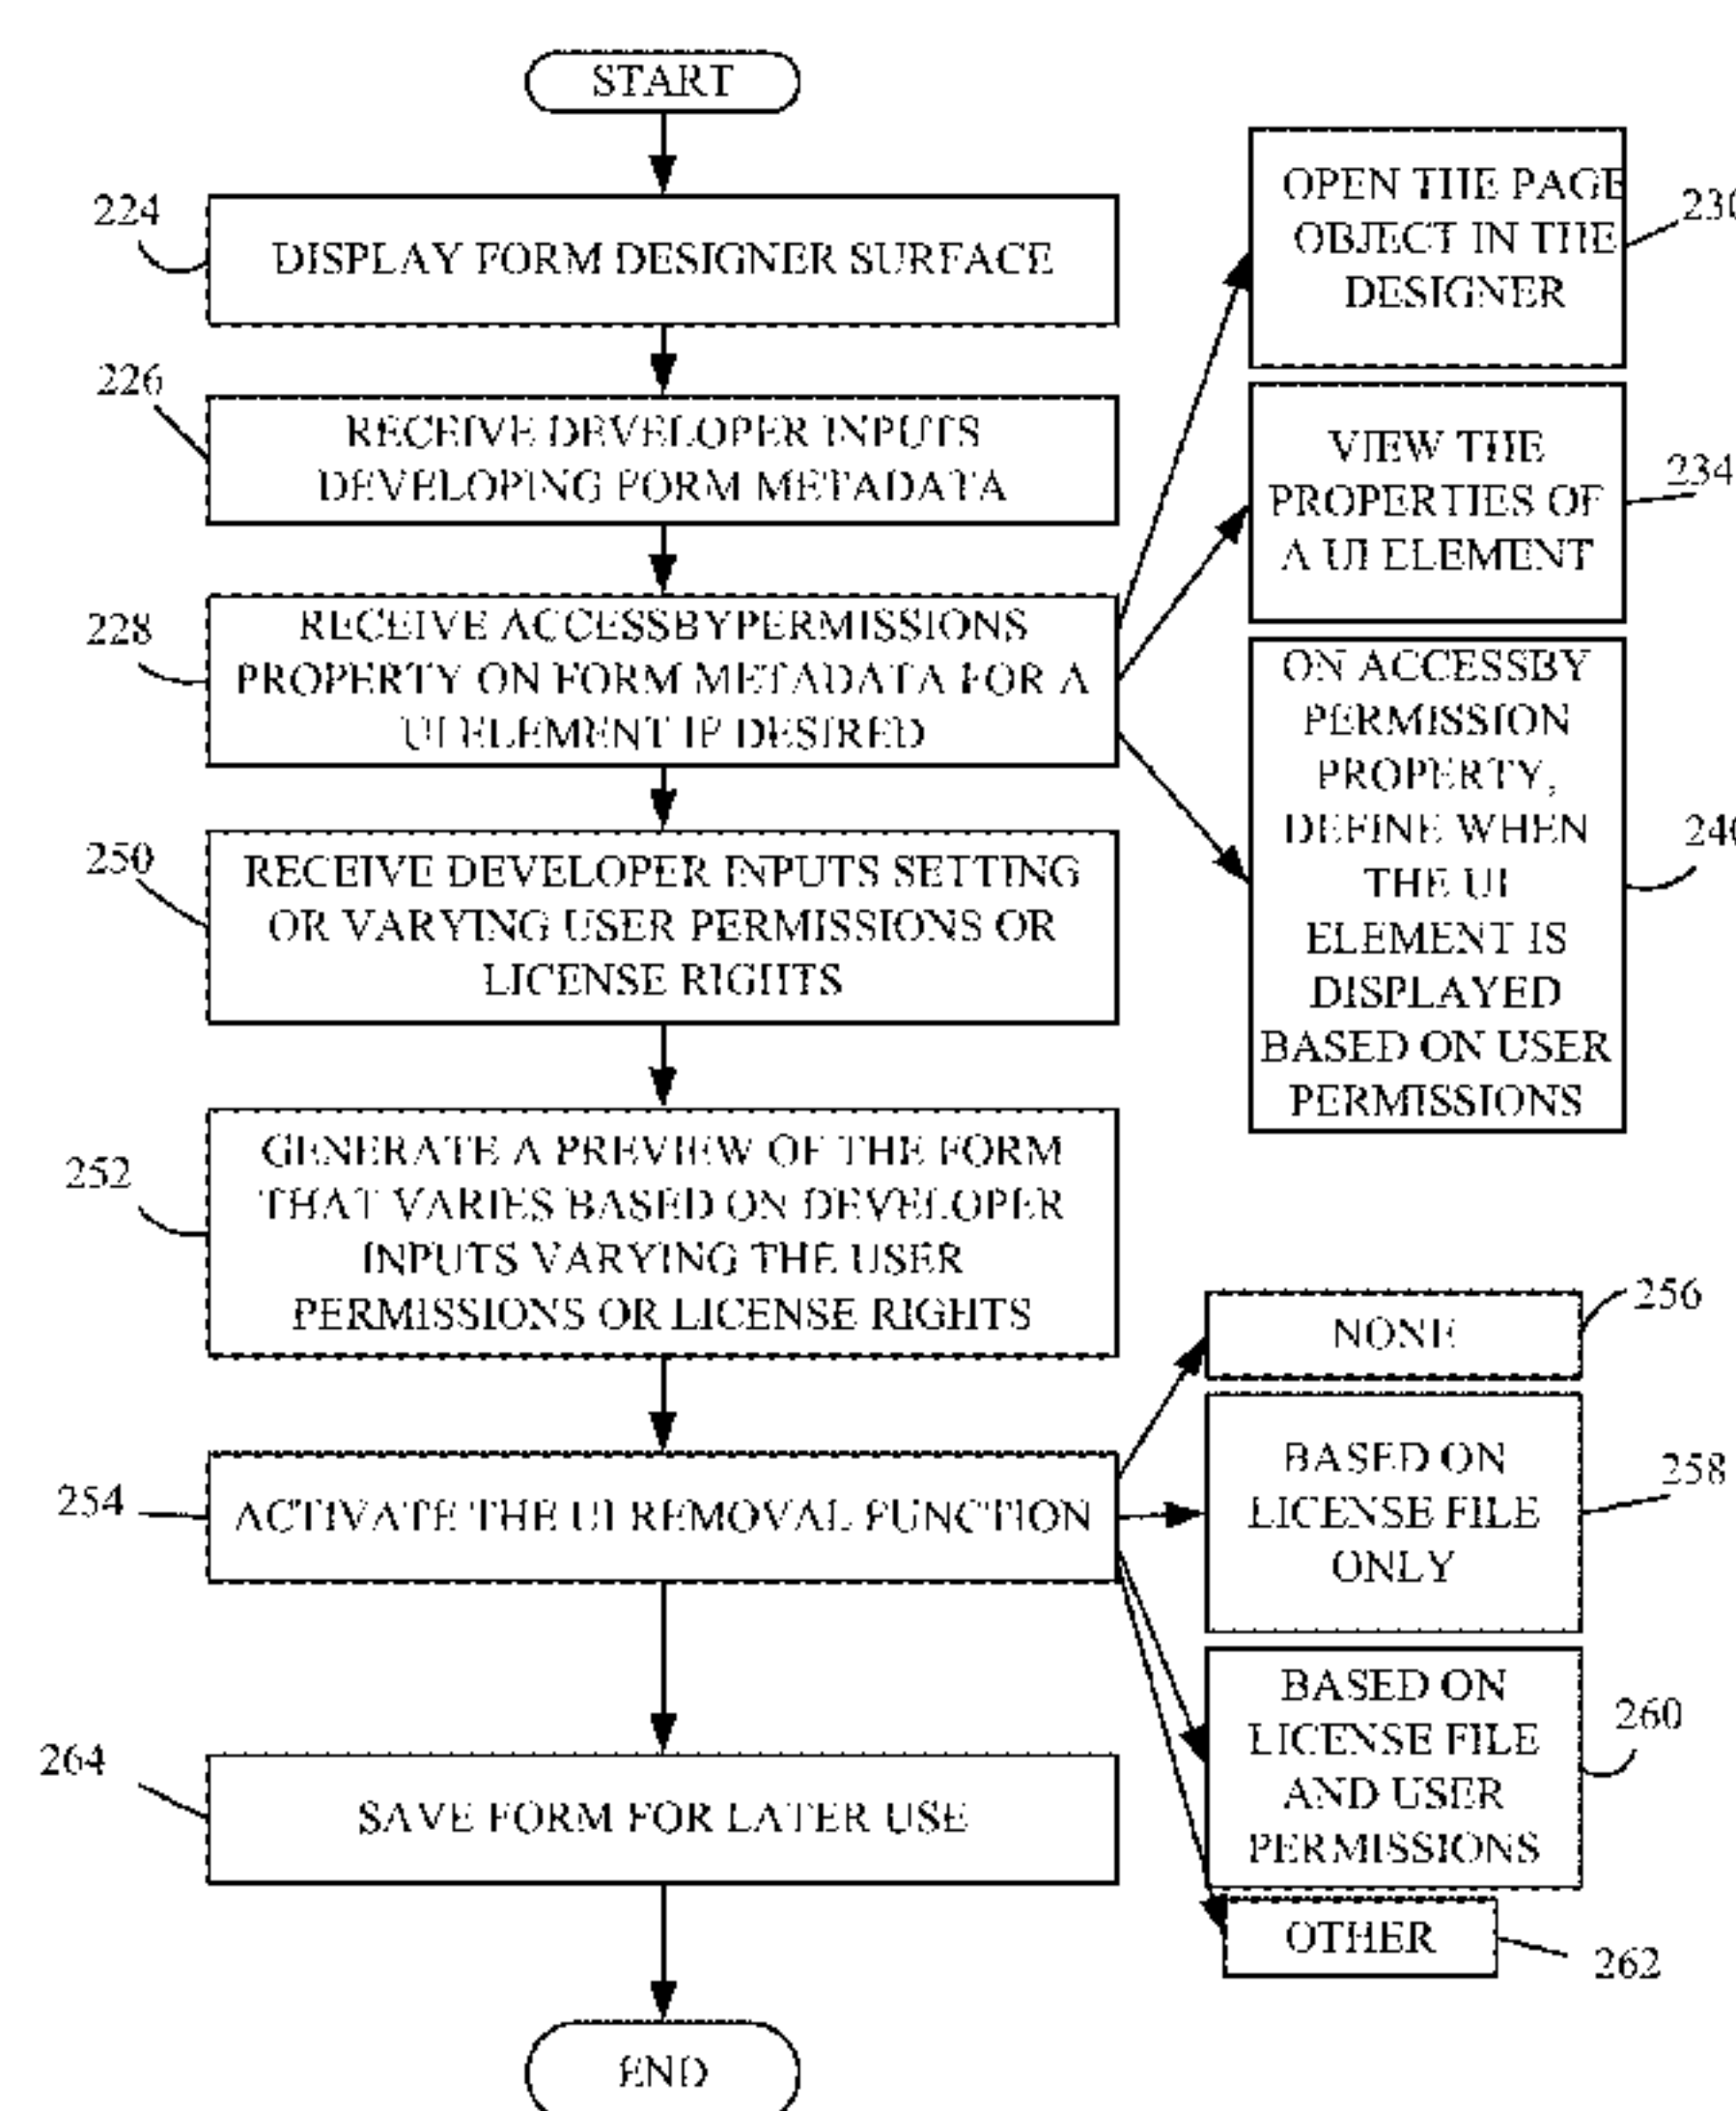 START
224
DISPLAY FORM DESIGNER SURFACE
226
RECEIVE DEVELOPER INPUTS
DEVELOPING FORM METADATA
228
RECEIVE ACCESSBYPERMISSIONS
PROPERTY ON FORM METADATA FOR A
UI ELEMENT IF DESIRED
OPEN THE PAGE
OBJECT IN THE
DESIGNER
230
VIEW THE
PROPERTIES OF
A UI ELEMENT
234
ON ACCESSBY
PERMISSION
PROPERTY,
DEFINE WHEN
THE UI
ELEMENT IS
DISPLAYED
BASED ON USER
PERMISSIONS
240
250
RECEIVE DEVELOPER INPUTS SETTING
OR VARYING USER PERMISSIONS OR
LICENSE RIGHTS
252
GENERATE A PREVIEW OF THE FORM
THAT VARIES BASED ON DEVELOPER
INPUTS VARYING THE USER
PERMISSIONS OR LICENSE RIGHTS
254
ACTIVATE THE UI REMOVAL FUNCTION
NONE
256
BASED ON
LICENSE FILE
ONLY
258
BASED ON
LICENSE FILE
AND USER
PERMISSIONS
260
OTHER
262
264
SAVE FORM FOR LATER USE
END